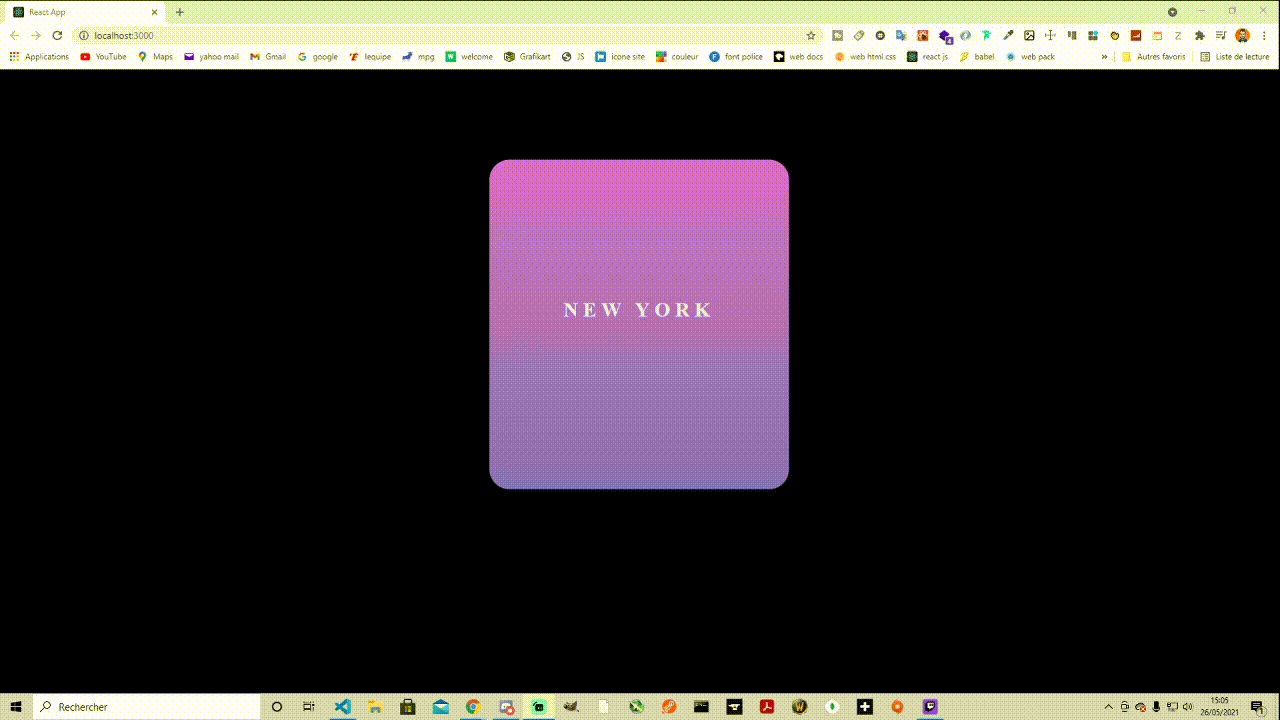 React App
localhost:3000
Applications YouTube Maps yahoo mail Gmail google lequipe mpg welcome Grafikart JS icone site couleur font police web docs web html css react js babel web pack » Autres favoris Liste de lecture
NEW YORK
Rechercher
15:05
26/05/2021